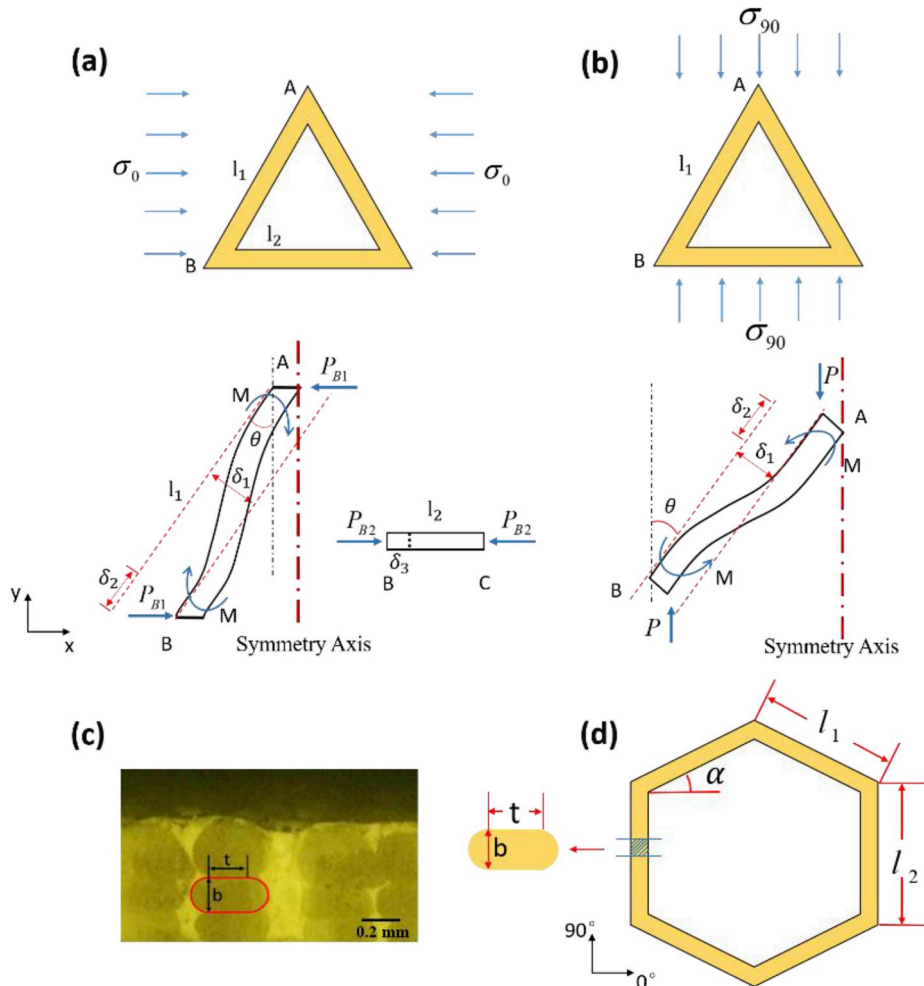 (a)
A
σ₀
l₁
σ₀
l₂
B
(b)
σ₉₀
A
l₁
B
σ₉₀
A
P_B1
M
θ
l₁
δ₁
δ₂
P_B1
M
B
y
x
Symmetry Axis
P_B2
l₂
P_B2
δ₃
B
C
P
δ₂
A
δ₁
M
θ
B
M
P
Symmetry Axis
(c)
t
b
0.2 mm
(d)
l₁
α
t
b
l₂
90°
0°